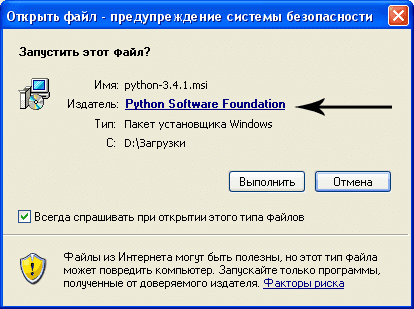 Открыть файл - предупреждение системы безопасности
Запустить этот файл?
Имя: python-3.4.1.msi
Издатель: Python Software Foundation
Тип: Пакет установщика Windows
С: D:\Загрузки
Выполнить Отмена
Всегда спрашивать при открытии этого типа файлов
Файлы из Интернета могут быть полезны, но этот тип файла
может повредить компьютер. Запускайте только программы,
полученные от доверяемого издателя. Факторы риска